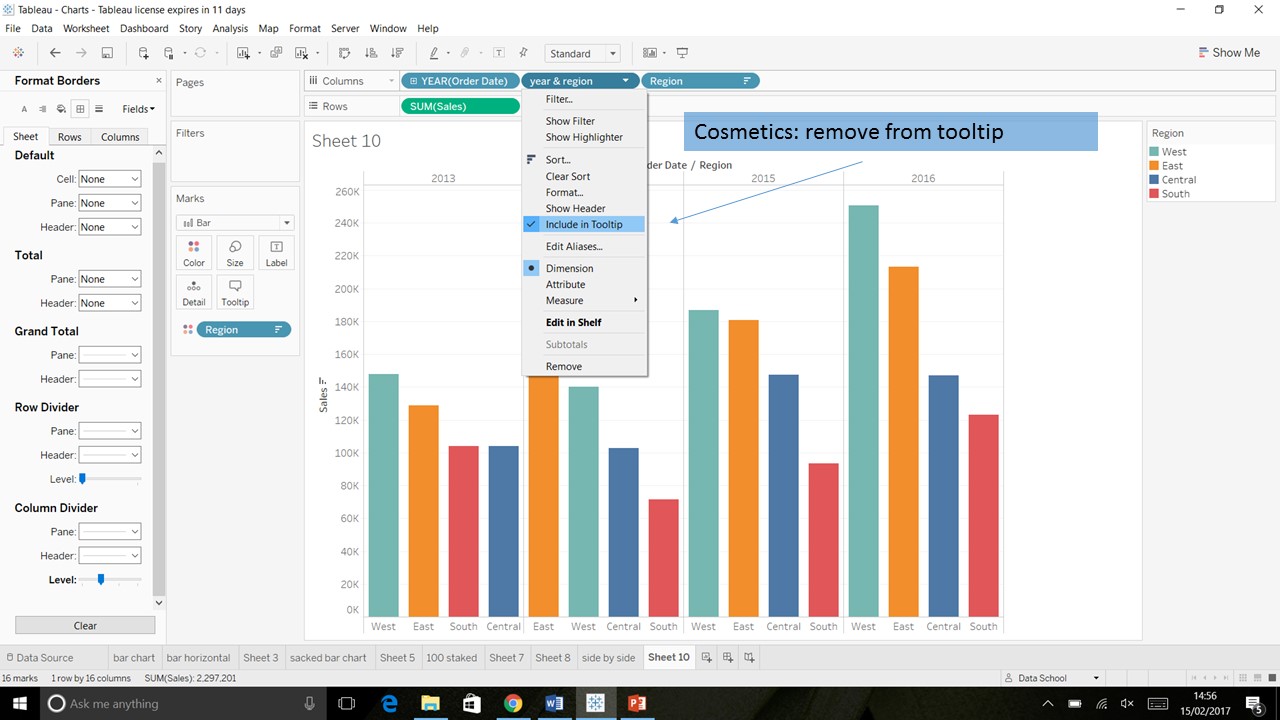 Tableau - Charts - Tableau license expires in 11 days
File Data Worksheet Dashboard Story Analysis Map Format Server Window Help
Standard
Show Me
Format Borders
Fields
Sheet Rows Columns
Default
Cell: None
Pane: None
Header: None
Total
Pane: None
Header: None
Grand Total
Pane:
Header:
Row Divider
Pane:
Header:
Level:
Column Divider
Pane:
Header:
Level:
Clear
Pages
Filters
Marks
Bar
Color Size Label
Detail Tooltip
Region
Columns YEAR(Order Date) year & region Region
Rows SUM(Sales)
Sheet 10
der Date / Region
2013 2015 2016
Filter...
Show Filter
Show Highlighter
Sort...
Clear Sort
Format...
Show Header
Include in Tooltip
Edit Aliases...
Dimension
Attribute
Measure
Edit in Shelf
Subtotals
Remove
Cosmetics: remove from tooltip
Sales
260K
240K
220K
200K
180K
160K
140K
120K
100K
80K
60K
40K
20K
0K
West East South Central East West Central South West East Central South West East Central South
Region
West
East
Central
South
Data Source bar chart bar horizontal Sheet 3 sacked bar chart Sheet 5 100 staked Sheet 7 Sheet 8 side by side Sheet 10
16 marks 1 row by 16 columns SUM(Sales): 2,297,201 Data School
Ask me anything
14:56
15/02/2017
5